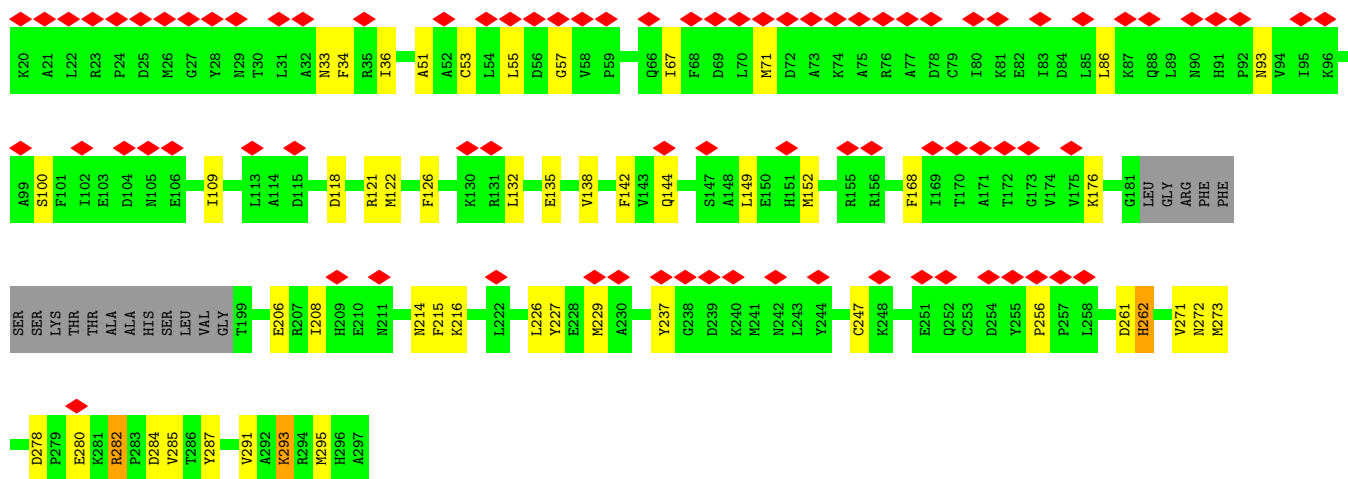 K20 A21 L22 R23 P24 D25 M26 G27 Y28 N29 T30 L31 A32 N33 F34 R35 I36 A51 A52 C53 L54 L55 D56 G57 V58 P59 Q66 I67 F68 D69 L70 M71 D72 A73 K74 A75 R76 A77 D78 C79 I80 K81 E82 I83 D84 L85 L86 K87 Q88 L89 N90 H91 P92 N93 V94 I95 K96
A99 S100 F101 I102 E103 D104 N105 E106 I109 L113 A114 D115 D118 R121 M122 F126 K130 R131 L132 E135 V138 F142 V143 Q144 S147 A148 L149 E150 H151 M152 R155 R156 F168 I169 T170 A171 T172 G173 V174 V175 K176 G181 LEU GLY ARG PHE PHE
SER SER LYS THR THR ALA ALA HIS SER LEU VAL GLY T199 E206 R207 I208 H209 E210 N211 N214 F215 K216 L222 L226 Y227 E228 M229 A230 Y237 G238 D239 K240 M241 N242 L243 Y244 C247 K248 E251 Q252 C253 D254 Y255 P256 P257 L258 D261 H262 V271 N272 M273
D278 P279 E280 K281 R282 P283 D284 V285 T286 Y287 V291 A292 K293 R294 M295 H296 A297